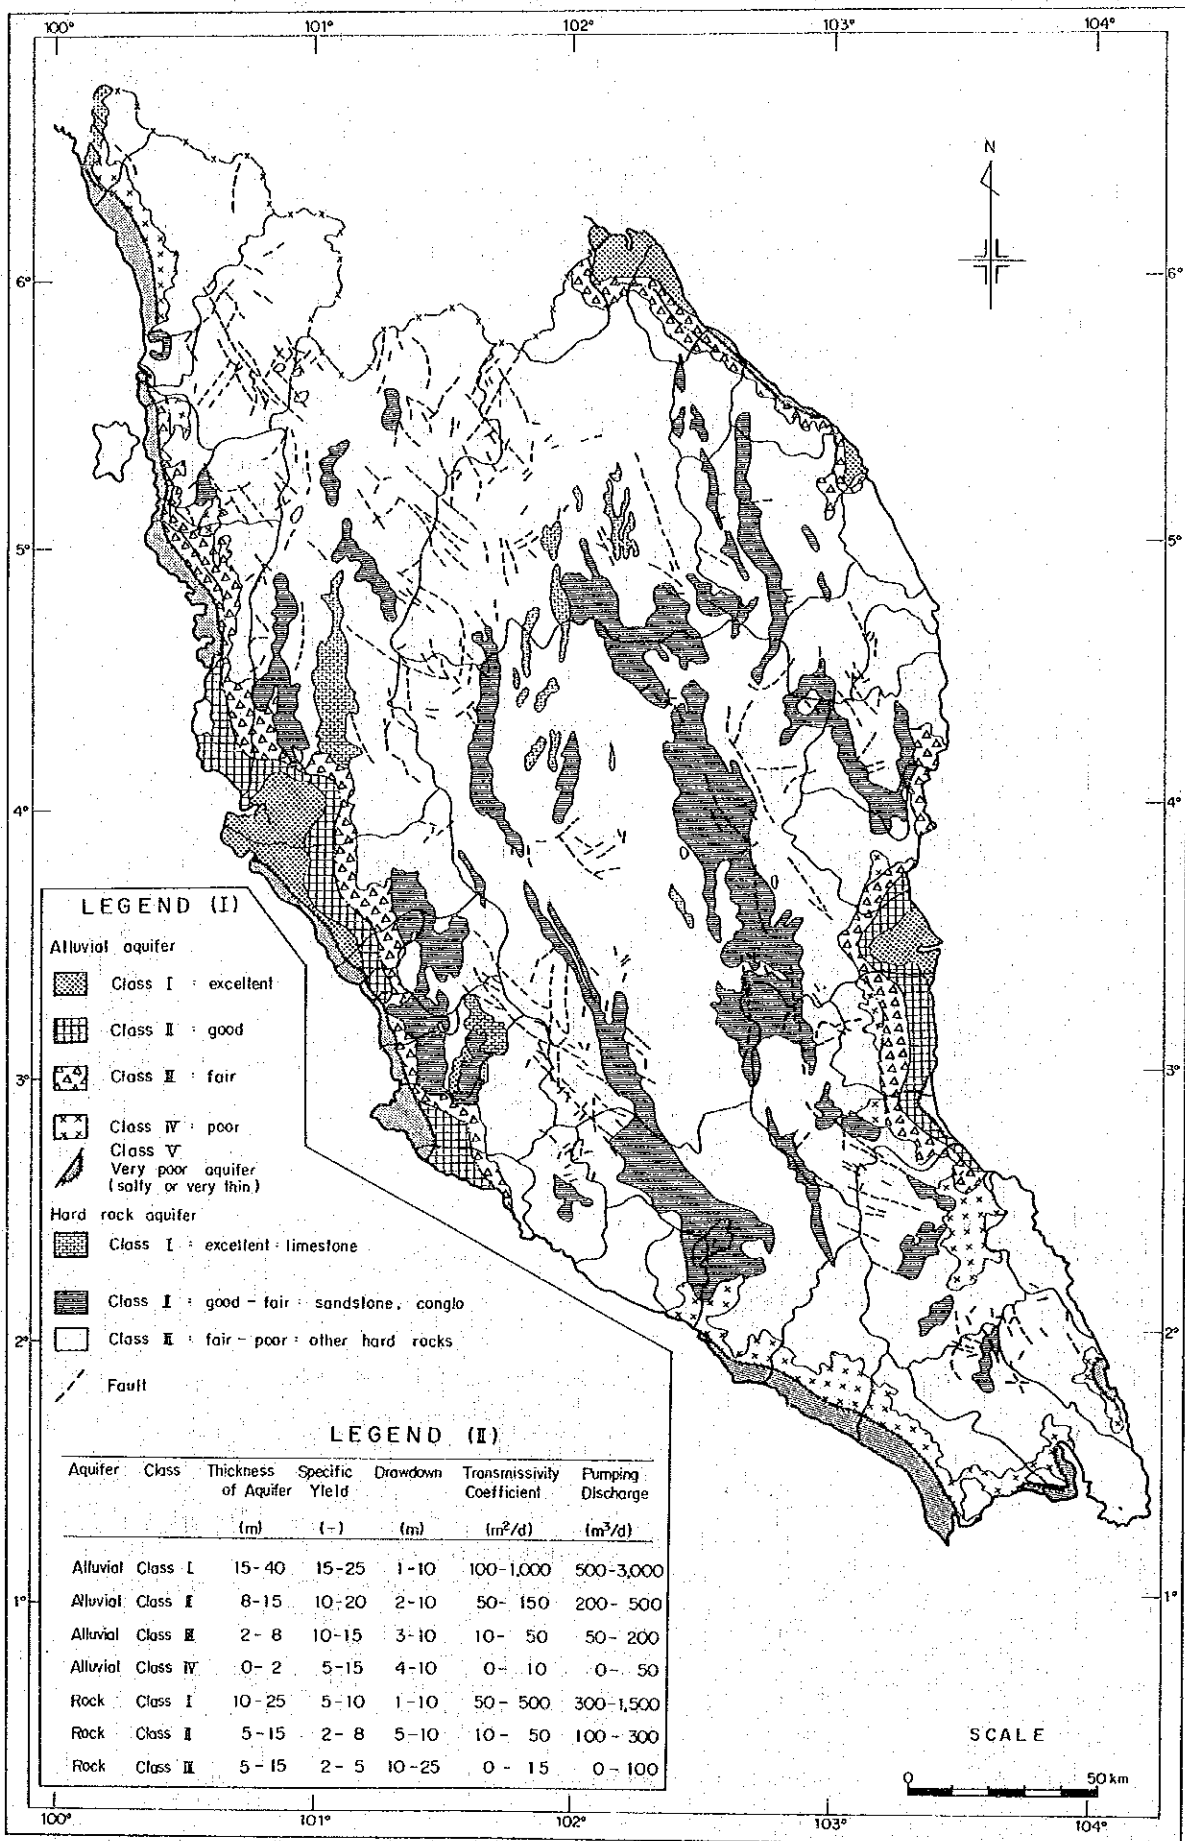 100° 101° 102° 103° 104°
N
6° 6°
5° 5°
4° 4°
3° 3°
2° 2°
1° 1°
LEGEND (I)
Alluvial aquifer
Class I : excellent
Class II : good
Class III : fair
Class IV : poor
Class V
Very poor aquifer
(salty or very thin)
Hard rock aquifer
Class I : excellent : limestone
Class II : good - fair : sandstone, conglo
Class III : fair - poor : other hard rocks
Fault
LEGEND (II)
Aquifer Class Thickness Specific Drawdown Transmissivity Pumping
of Aquifer Yield Coefficient Discharge
(m) (-) (m) (m²/d) (m³/d)
Alluvial Class I 15-40 15-25 1-10 100-1,000 500-3,000
Alluvial Class II 8-15 10-20 2-10 50- 150 200- 500
Alluvial Class III 2- 8 10-15 3-10 10- 50 50- 200
Alluvial Class IV 0- 2 5-15 4-10 0- 10 0- 50
Rock Class I 10-25 5-10 1-10 50- 500 300-1,500
Rock Class II 5-15 2- 8 5-10 10- 50 100-300
Rock Class III 5-15 2- 5 10-25 0- 15 0-100
SCALE
0 50 km
100° 101° 102° 103° 104°